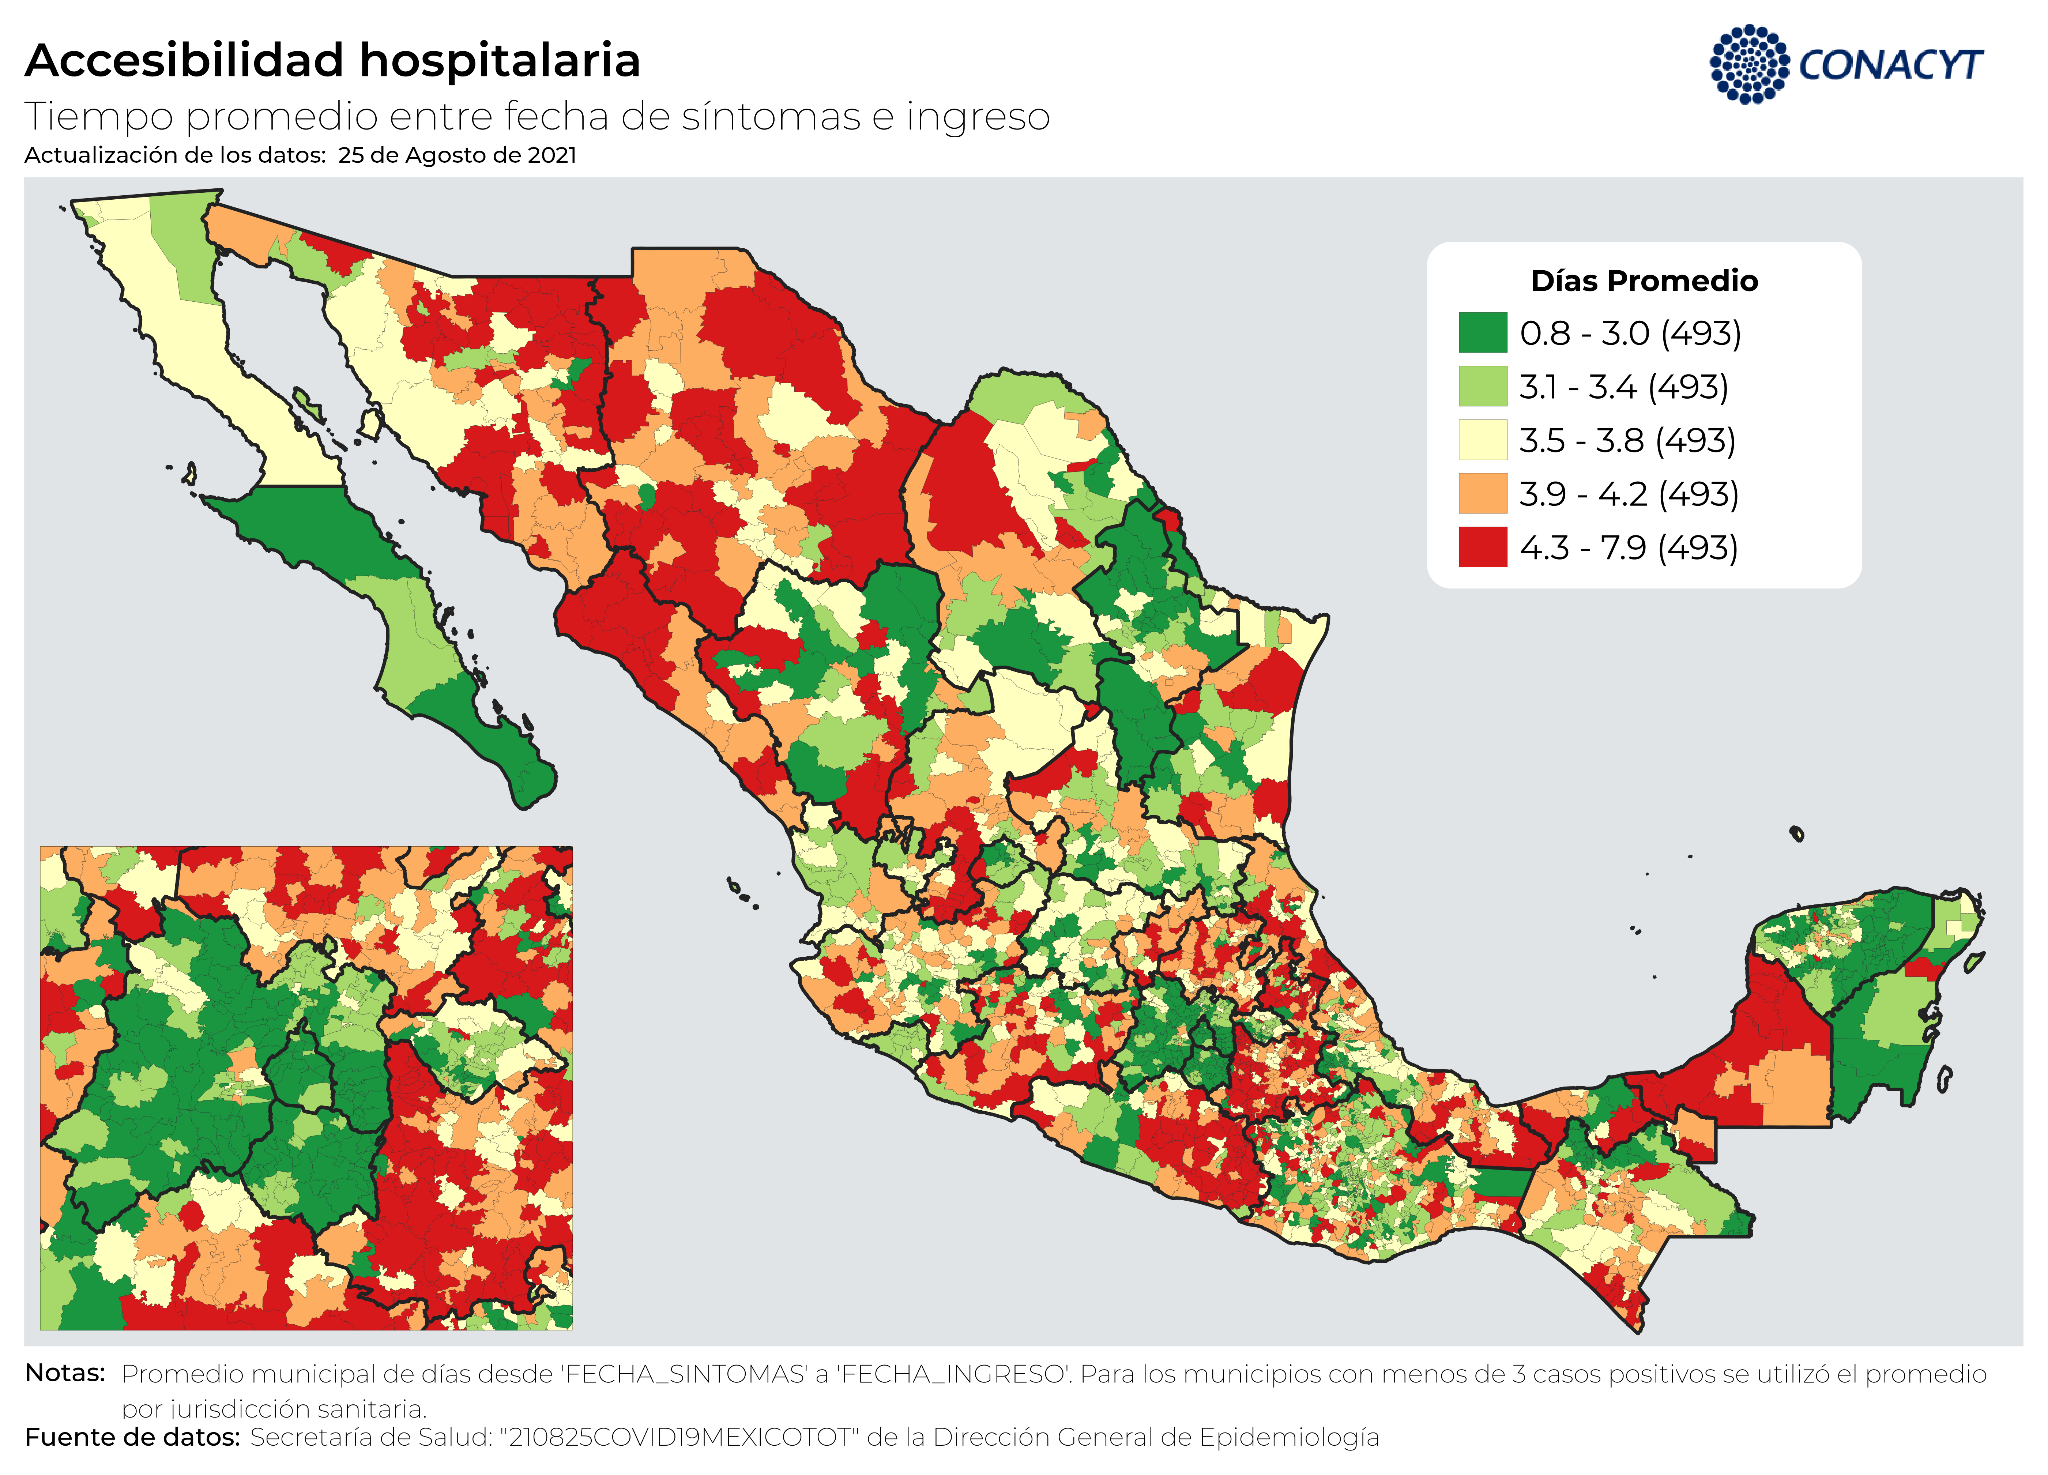 Accesibilidad hospitalaria
CONACYT
Tiempo promedio entre fecha de síntomas e ingreso
Actualización de los datos: 25 de Agosto de 2021
Días Promedio
0.8 - 3.0 (493)
3.1 - 3.4 (493)
3.5 - 3.8 (493)
3.9 - 4.2 (493)
4.3 - 7.9 (493)
Notas: Promedio municipal de días desde 'FECHA_SINTOMAS' a 'FECHA_INGRESO'. Para los municipios con menos de 3 casos positivos se utilizó el promedio
por jurisdicción sanitaria.
Fuente de datos: Secretaría de Salud: "210825COVID19MEXICOTOT" de la Dirección General de Epidemiología